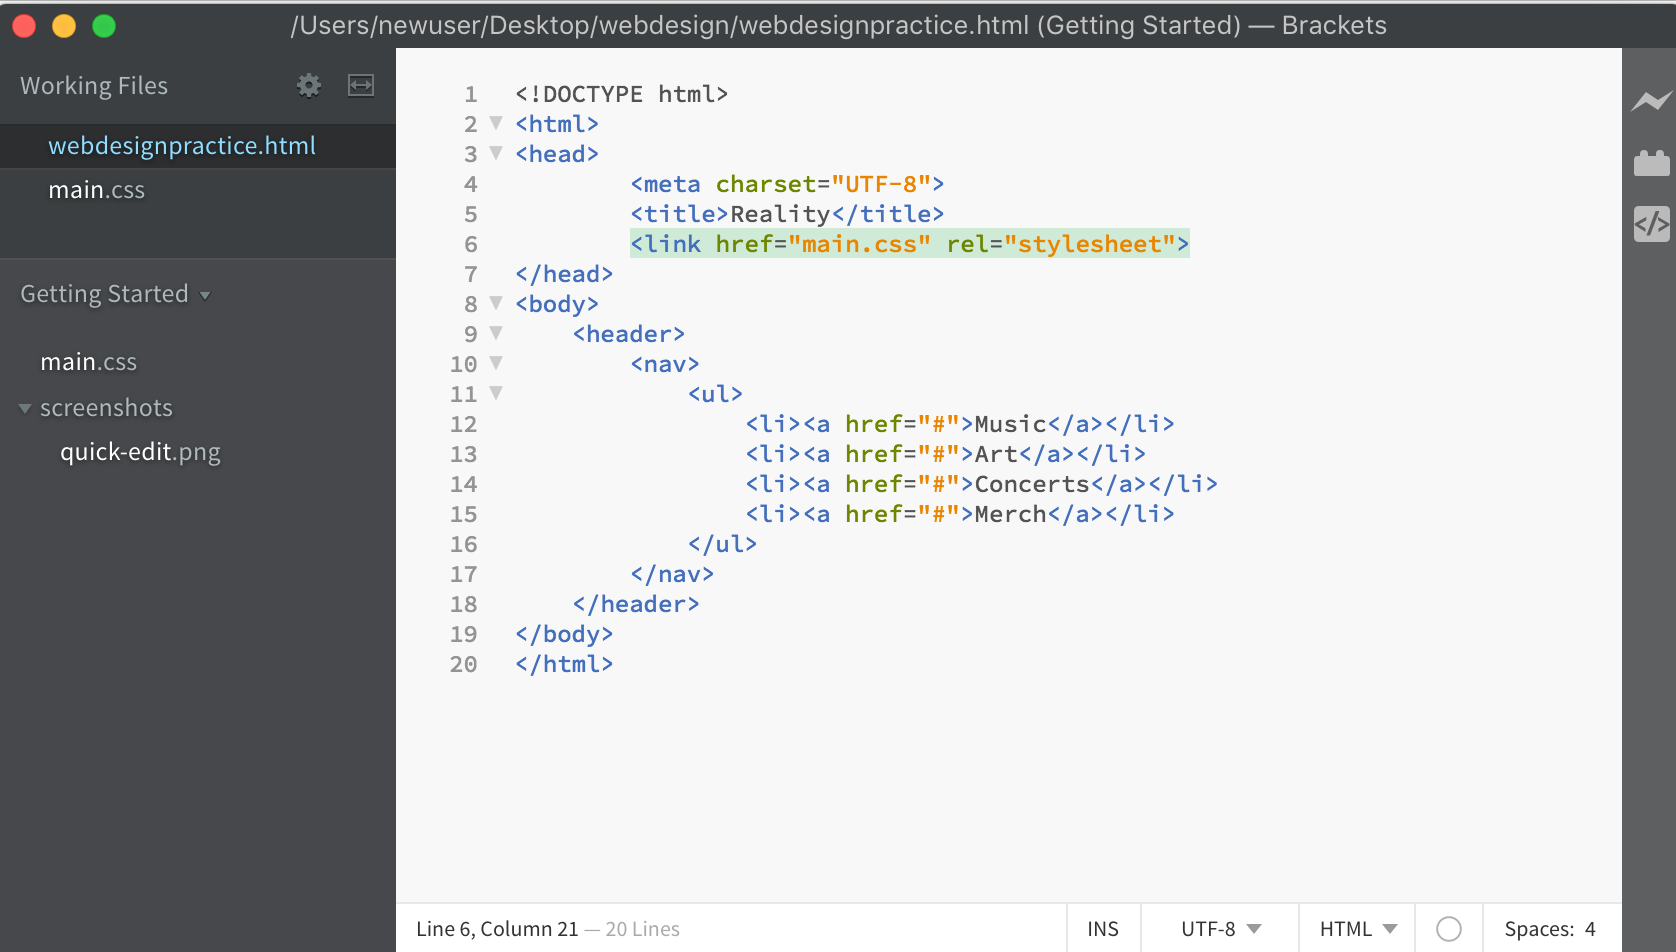 /Users/newuser/Desktop/webdesign/webdesignpractice.html (Getting Started) — Brackets
Working Files
webdesignpractice.html
main.css
Getting Started
main.css
screenshots
quick-edit.png
1 <!DOCTYPE html>
2 <html>
3 <head>
4         <meta charset="UTF-8">
5         <title>Reality</title>
6         <link href="main.css" rel="stylesheet">
7 </head>
8 <body>
9     <header>
10         <nav>
11             <ul>
12                 <li><a href="#">Music</a></li>
13                 <li><a href="#">Art</a></li>
14                 <li><a href="#">Concerts</a></li>
15                 <li><a href="#">Merch</a></li>
16             </ul>
17         </nav>
18     </header>
19 </body>
20 </html>
Line 6, Column 21 — 20 Lines INS UTF-8 HTML Spaces: 4